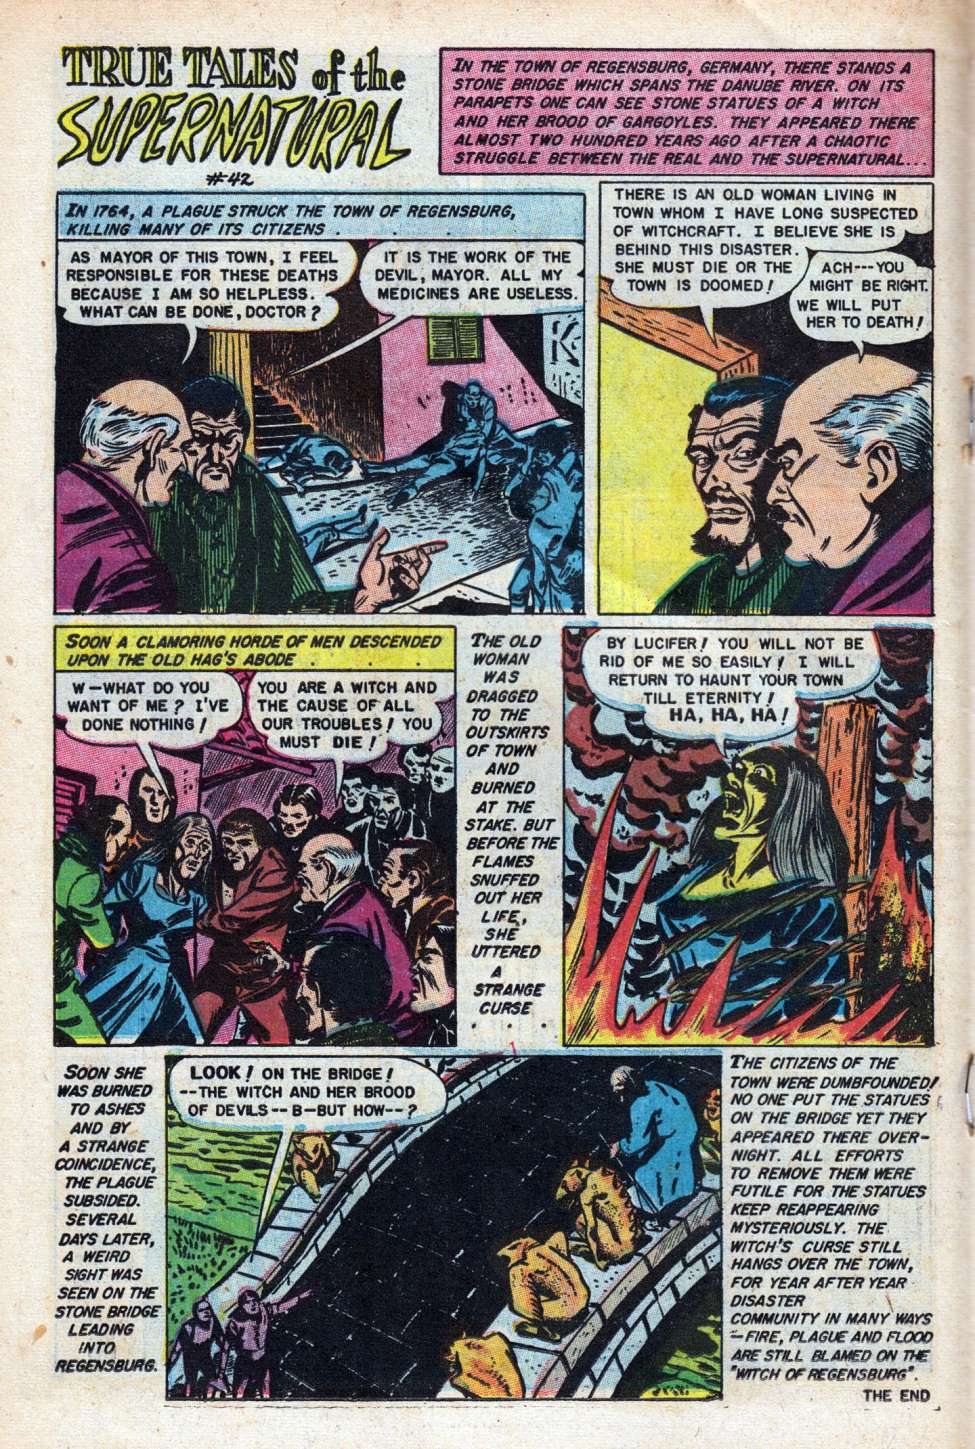 TRUE TALES of the
SUPERNATURAL
#42
IN THE TOWN OF REGENSBURG, GERMANY, THERE STANDS A
STONE BRIDGE WHICH SPANS THE DANUBE RIVER. ON ITS
PARAPETS ONE CAN SEE STONE STATUES OF A WITCH
AND HER BROOD OF GARGOYLES. THEY APPEARED THERE
ALMOST TWO HUNDRED YEARS AGO AFTER A CHAOTIC
STRUGGLE BETWEEN THE REAL AND THE SUPERNATURAL...
IN 1764, A PLAGUE STRUCK THE TOWN OF REGENSBURG,
KILLING MANY OF ITS CITIZENS . . . .
AS MAYOR OF THIS TOWN, I FEEL
RESPONSIBLE FOR THESE DEATHS
BECAUSE I AM SO HELPLESS.
WHAT CAN BE DONE, DOCTOR?
IT IS THE WORK OF THE
DEVIL, MAYOR. ALL MY
MEDICINES ARE USELESS.
THERE IS AN OLD WOMAN LIVING IN
TOWN WHOM I HAVE LONG SUSPECTED
OF WITCHCRAFT. I BELIEVE SHE IS
BEHIND THIS DISASTER.
SHE MUST DIE OR THE
TOWN IS DOOMED!
ACH---YOU
MIGHT BE RIGHT.
WE WILL PUT
HER TO DEATH!
SOON A CLAMORING HORDE OF MEN DESCENDED
UPON THE OLD HAG'S ABODE . . . .
W-WHAT DO YOU
WANT OF ME? I'VE
DONE NOTHING!
YOU ARE A WITCH AND
THE CAUSE OF ALL
OUR TROUBLES! YOU
MUST DIE!
THE OLD
WOMAN
WAS
DRAGGED
TO THE
OUTSKIRTS
OF TOWN
AND
BURNED
AT THE
STAKE. BUT
BEFORE THE
FLAMES
SNUFFED
OUT HER
LIFE,
SHE
UTTERED
A
STRANGE
CURSE
. . . .
BY LUCIFER! YOU WILL NOT BE
RID OF ME SO EASILY! I WILL
RETURN TO HAUNT YOUR TOWN
TILL ETERNITY!
HA, HA, HA!
SOON SHE
WAS BURNED
TO ASHES
AND BY
A STRANGE
COINCIDENCE,
THE PLAGUE
SUBSIDED.
SEVERAL
DAYS LATER,
A WEIRD
SIGHT WAS
SEEN ON THE
STONE BRIDGE
LEADING
INTO
REGENSBURG.
LOOK! ON THE BRIDGE!
--THE WITCH AND HER BROOD
OF DEVILS-- B-BUT HOW--?
THE CITIZENS OF THE
TOWN WERE DUMBFOUNDED!
NO ONE PUT THE STATUES
ON THE BRIDGE YET THEY
APPEARED THERE OVER-
NIGHT. ALL EFFORTS
TO REMOVE THEM WERE
FUTILE FOR THE STATUES
KEEP REAPPEARING
MYSTERIOUSLY. THE
WITCH'S CURSE STILL
HANGS OVER THE TOWN,
FOR YEAR AFTER YEAR
DISASTER
COMMUNITY IN MANY WAYS
-FIRE, PLAGUE AND FLOOD
ARE STILL BLAMED ON THE
"WITCH OF REGENSBURG".
THE END